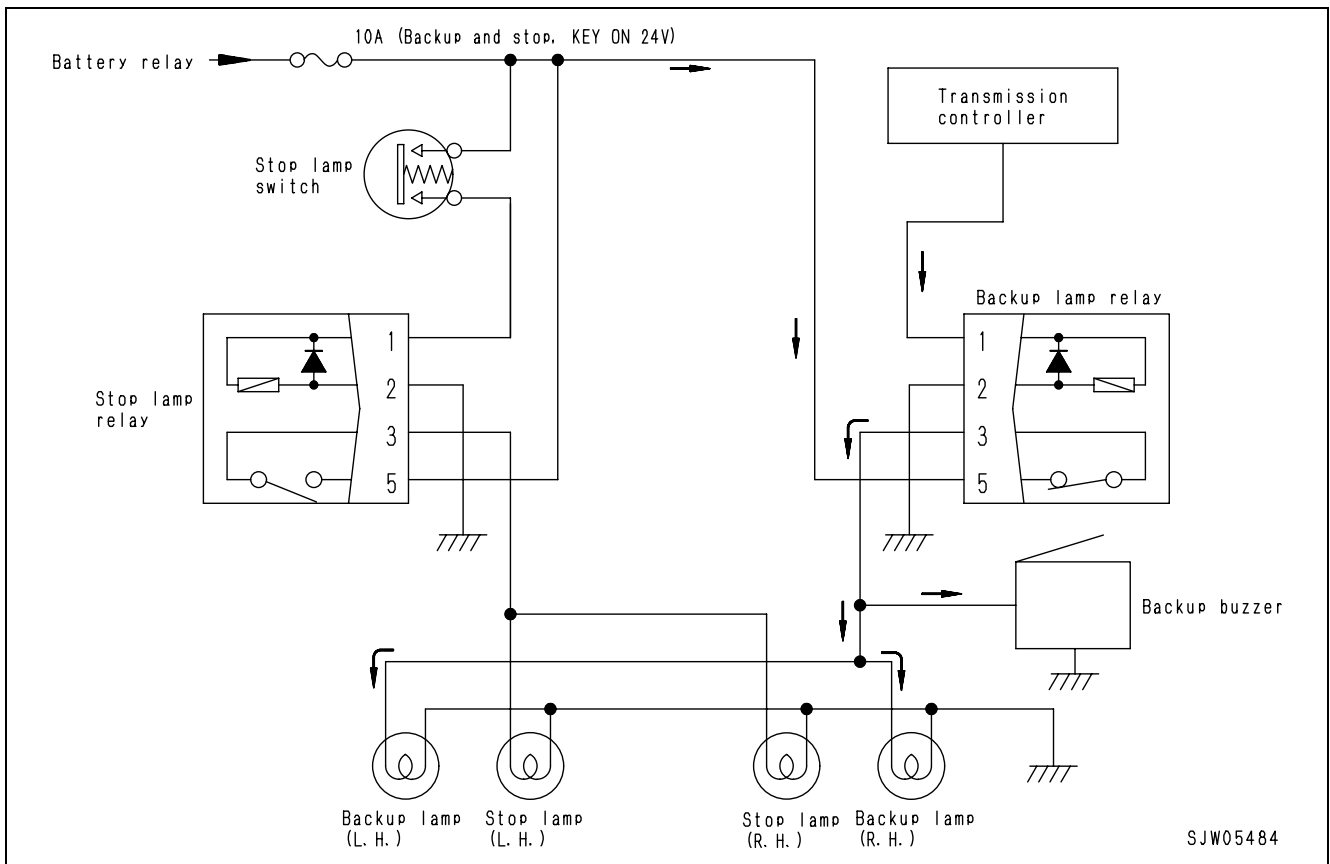 10A (Backup and stop. KEY ON 24V)
Battery relay
Transmission
controller
Stop lamp
switch
Backup lamp relay
1
2
3
5
Stop lamp
relay
1
2
3
5
Backup buzzer
Backup lamp
(L. H.)
Stop lamp
(L. H.)
Stop lamp
(R. H.)
Backup lamp
(R. H.)
SJW05484